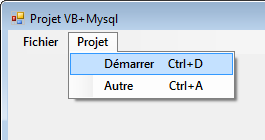 Projet VB+Mysql
Fichier Projet
Démarrer Ctrl+D
Autre Ctrl+A